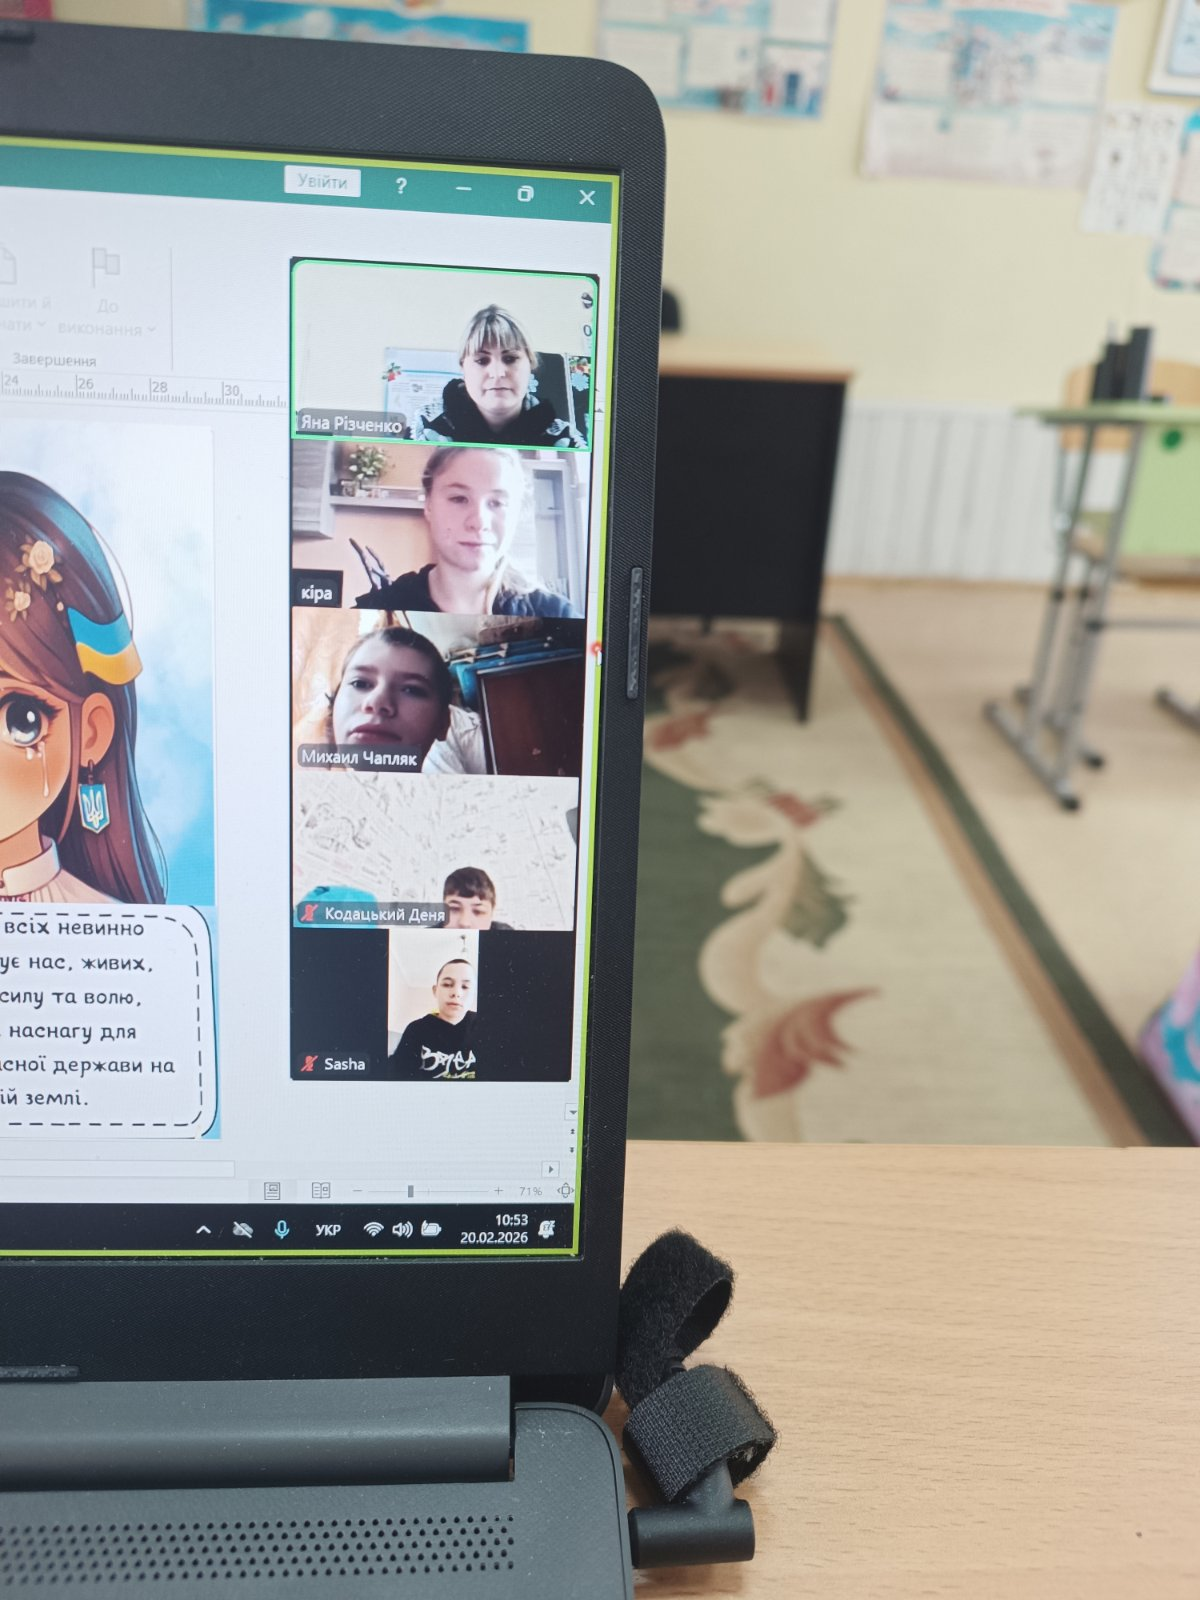 Увійти
?
До
виконання
Завершення
24 26 28 30
Яна Різченко
кіра
Михаил Чапляк
Кодацький Деня
Sasha
всіх невинно
ує нас, живих,
силу та волю,
наснагу для
сної держави на
ій землі.
71%
УКР
10:53
20.02.2026